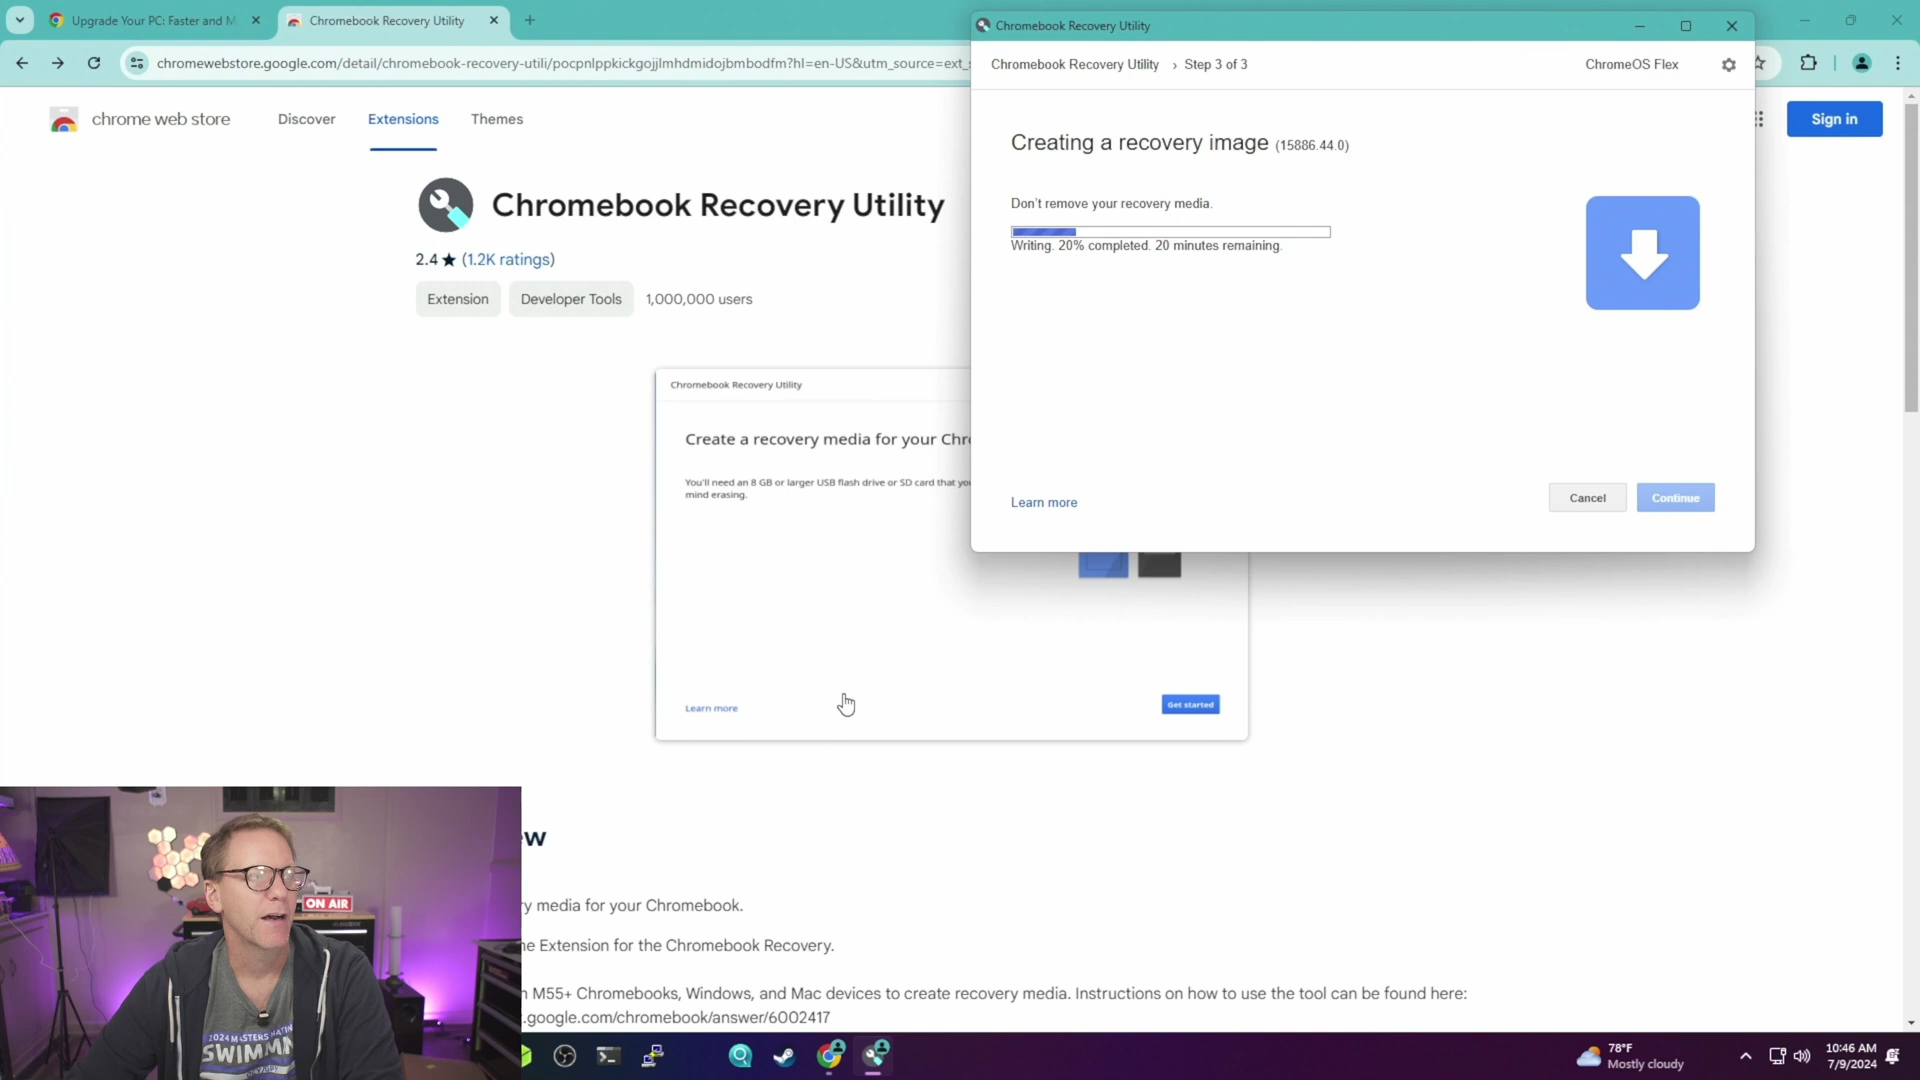 Upgrade Your PC: Faster and M
Chromebook Recovery Utility
chromewebstore.google.com/detail/chromebook-recovery-utili/pocpnlppkickgojjlmhdmidojbmbodfm?hl=en-US&utm_source=ext_s
chrome web store
Discover
Extensions
Themes
Sign in
Chromebook Recovery Utility
2.4★ (1.2K ratings)
Extension
Developer Tools
1,000,000 users
Chromebook Recovery Utility
Create a recovery media for your Chr
You'll need an 8 GB or larger USB flash drive or SD card that yo
mind erasing.
Learn more
Get started
Chromebook Recovery Utility
Chromebook Recovery Utility › Step 3 of 3
ChromeOS Flex
Creating a recovery image (15886.44.0)
Don't remove your recovery media.
Writing. 20% completed. 20 minutes remaining.
Learn more
Cancel
Continue
ew
ry media for your Chromebook.
ne Extension for the Chromebook Recovery.
n M55+ Chromebooks, Windows, and Mac devices to create recovery media. Instructions on how to use the tool can be found here:
.google.com/chromebook/answer/6002417
ON AIR
2024 MASTERS
SWIMMIN
78°F
Mostly cloudy
10:46 AM
7/9/2024